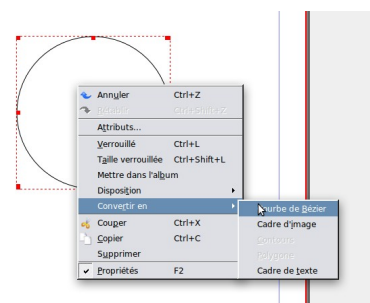 Annuler Ctrl+Z
Rétablir Ctrl+Shift+Z
Attributs...
Verrouillé Ctrl+L
Taille verrouillée Ctrl+Shift+L
Mettre dans l'album
Disposition
Convertir en
Courbe de Bézier
Couper Ctrl+X
Cadre d'image
Copier Ctrl+C
Contours
Supprimer
Polygone
Propriétés F2
Cadre de texte